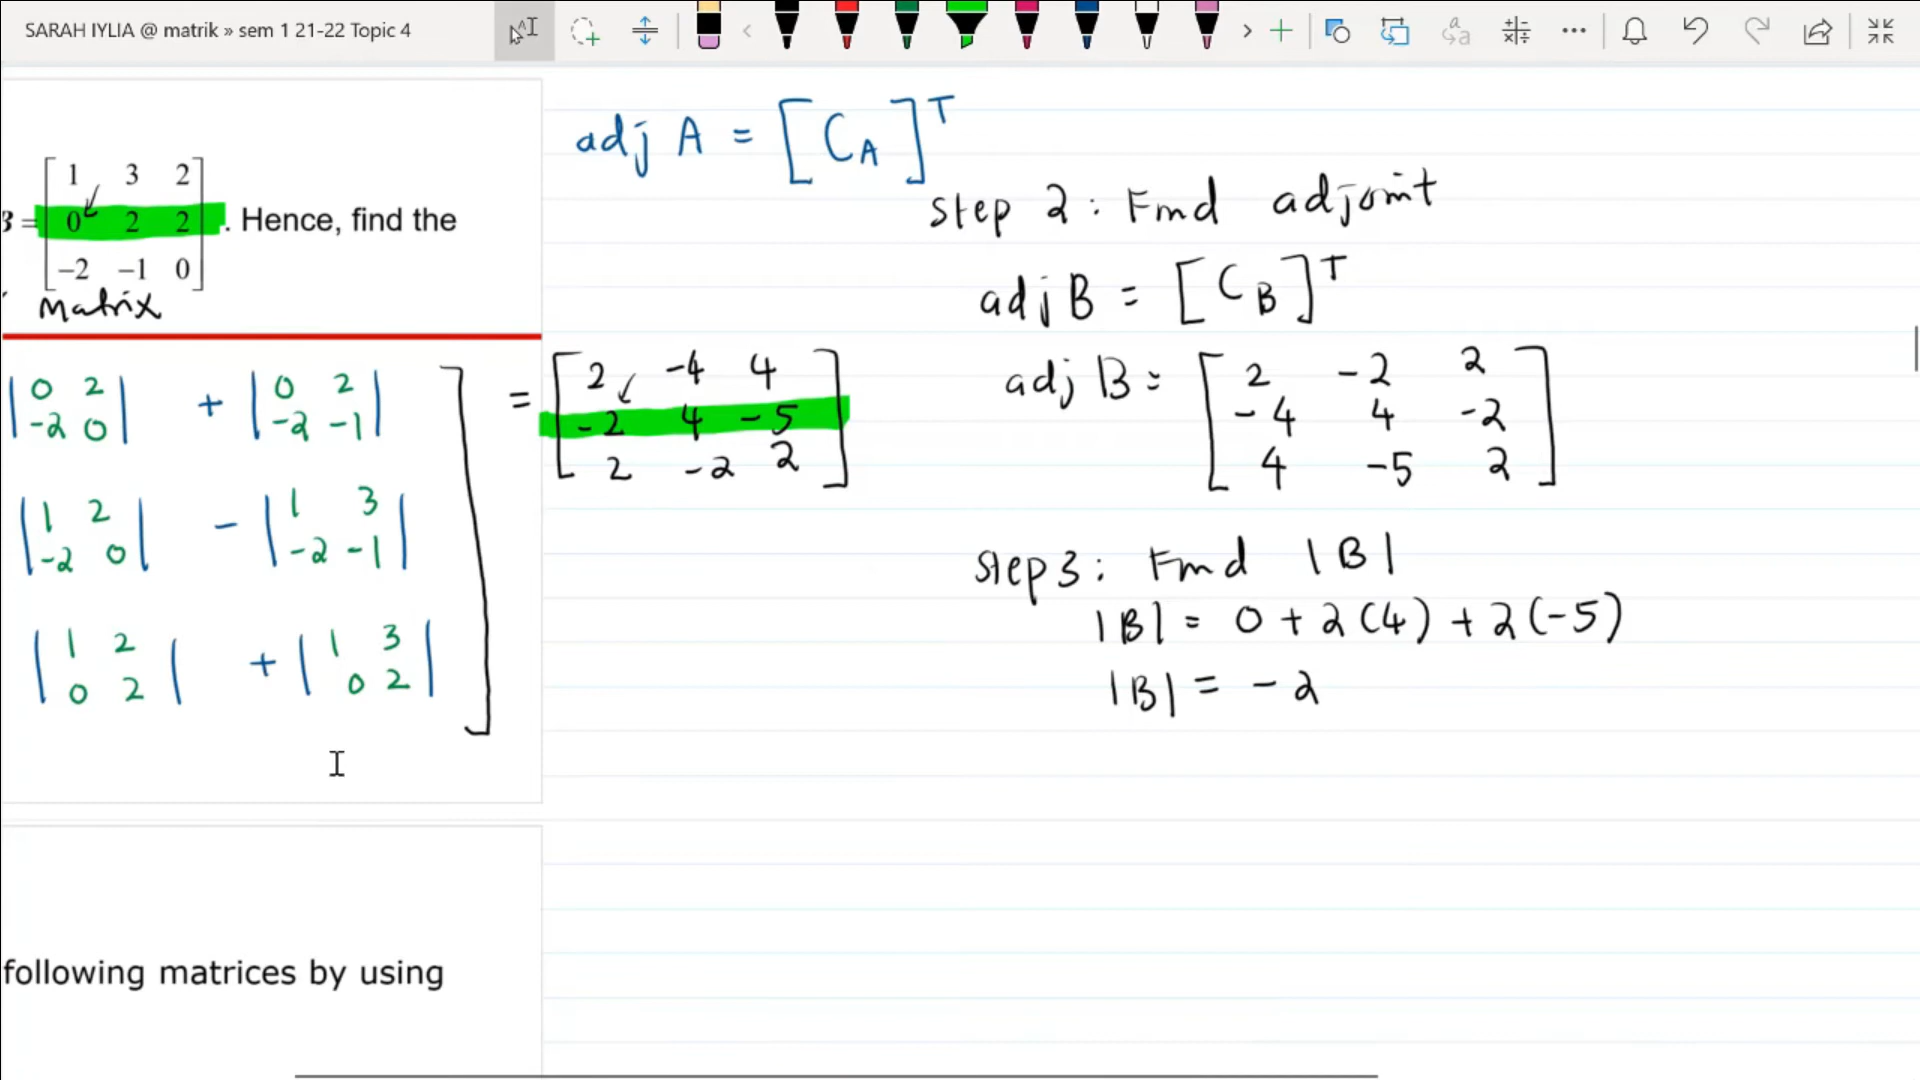 SARAH IYLIA @ matrik » sem 1 21-22 Topic 4
adj A = [C_A]^T
step 2: Find adjoint
1 3 2
0 2 2
-2 -1 0
. Hence, find the
Matrix
adj B = [C_B]^T
|0 2| + |0 2|
|-2 0| |-2 -1|
|1 2| - |1 3|
|-2 0| |-2 -1|
|1 2| + |1 3|
|0 2| |0 2|
=
2 -4 4
-2 4 -5
2 -2 2
adj B =
2 -2 2
-4 4 -2
4 -5 2
step 3: Find |B|
|B| = 0 + 2(4) + 2(-5)
|B| = -2
following matrices by using